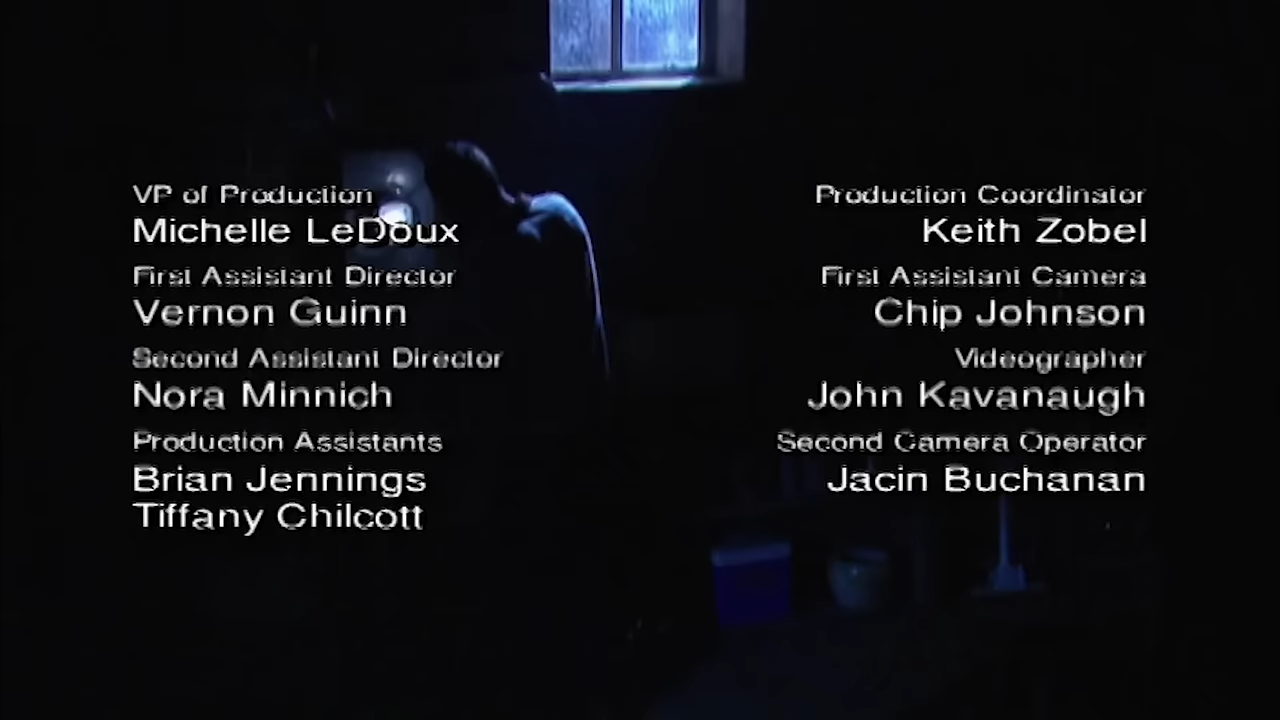 VP of Production
Michelle LeDoux
First Assistant Director
Vernon Guinn
Second Assistant Director
Nora Minnich
Production Assistants
Brian Jennings
Tiffany Chilcott
Production Coordinator
Keith Zobel
First Assistant Camera
Chip Johnson
Videographer
John Kavanaugh
Second Camera Operator
Jacin Buchanan